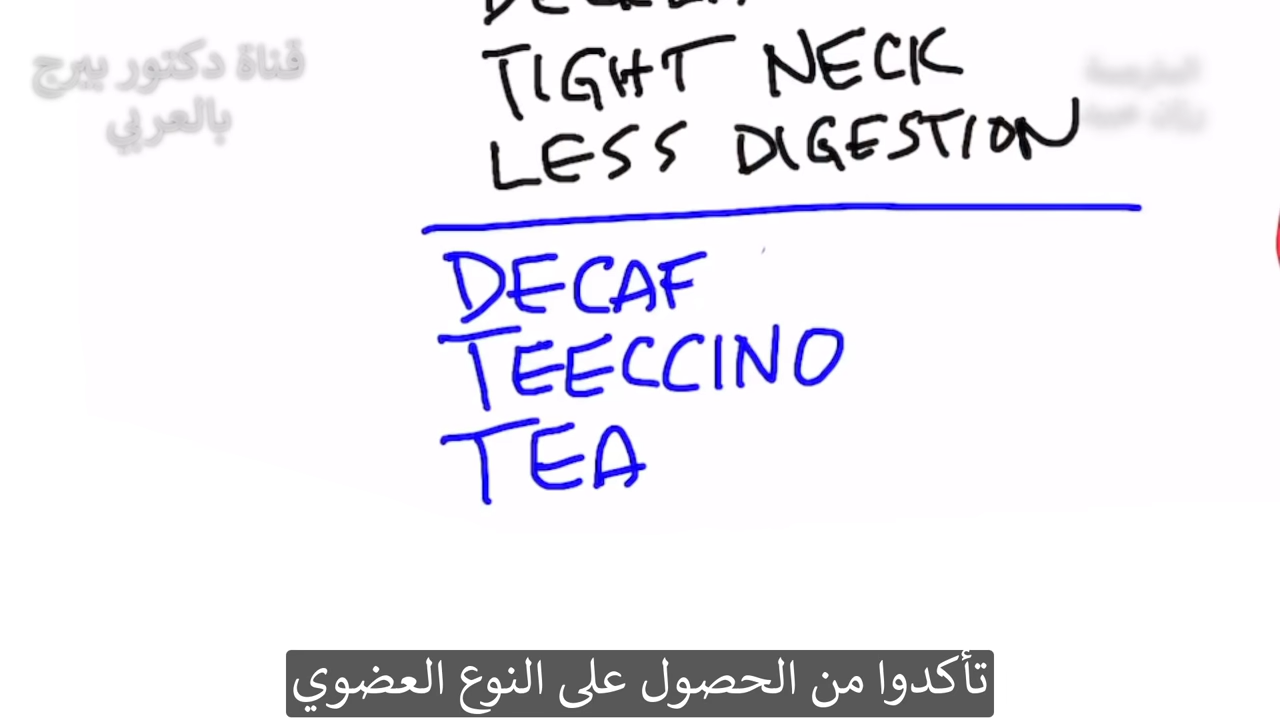 قناة دكتور بيرج
بالعربي
TIGHT NECK
LESS DIGESTION
DECAF
TEECCINO
TEA
تأكدوا من الحصول على النوع العضوي